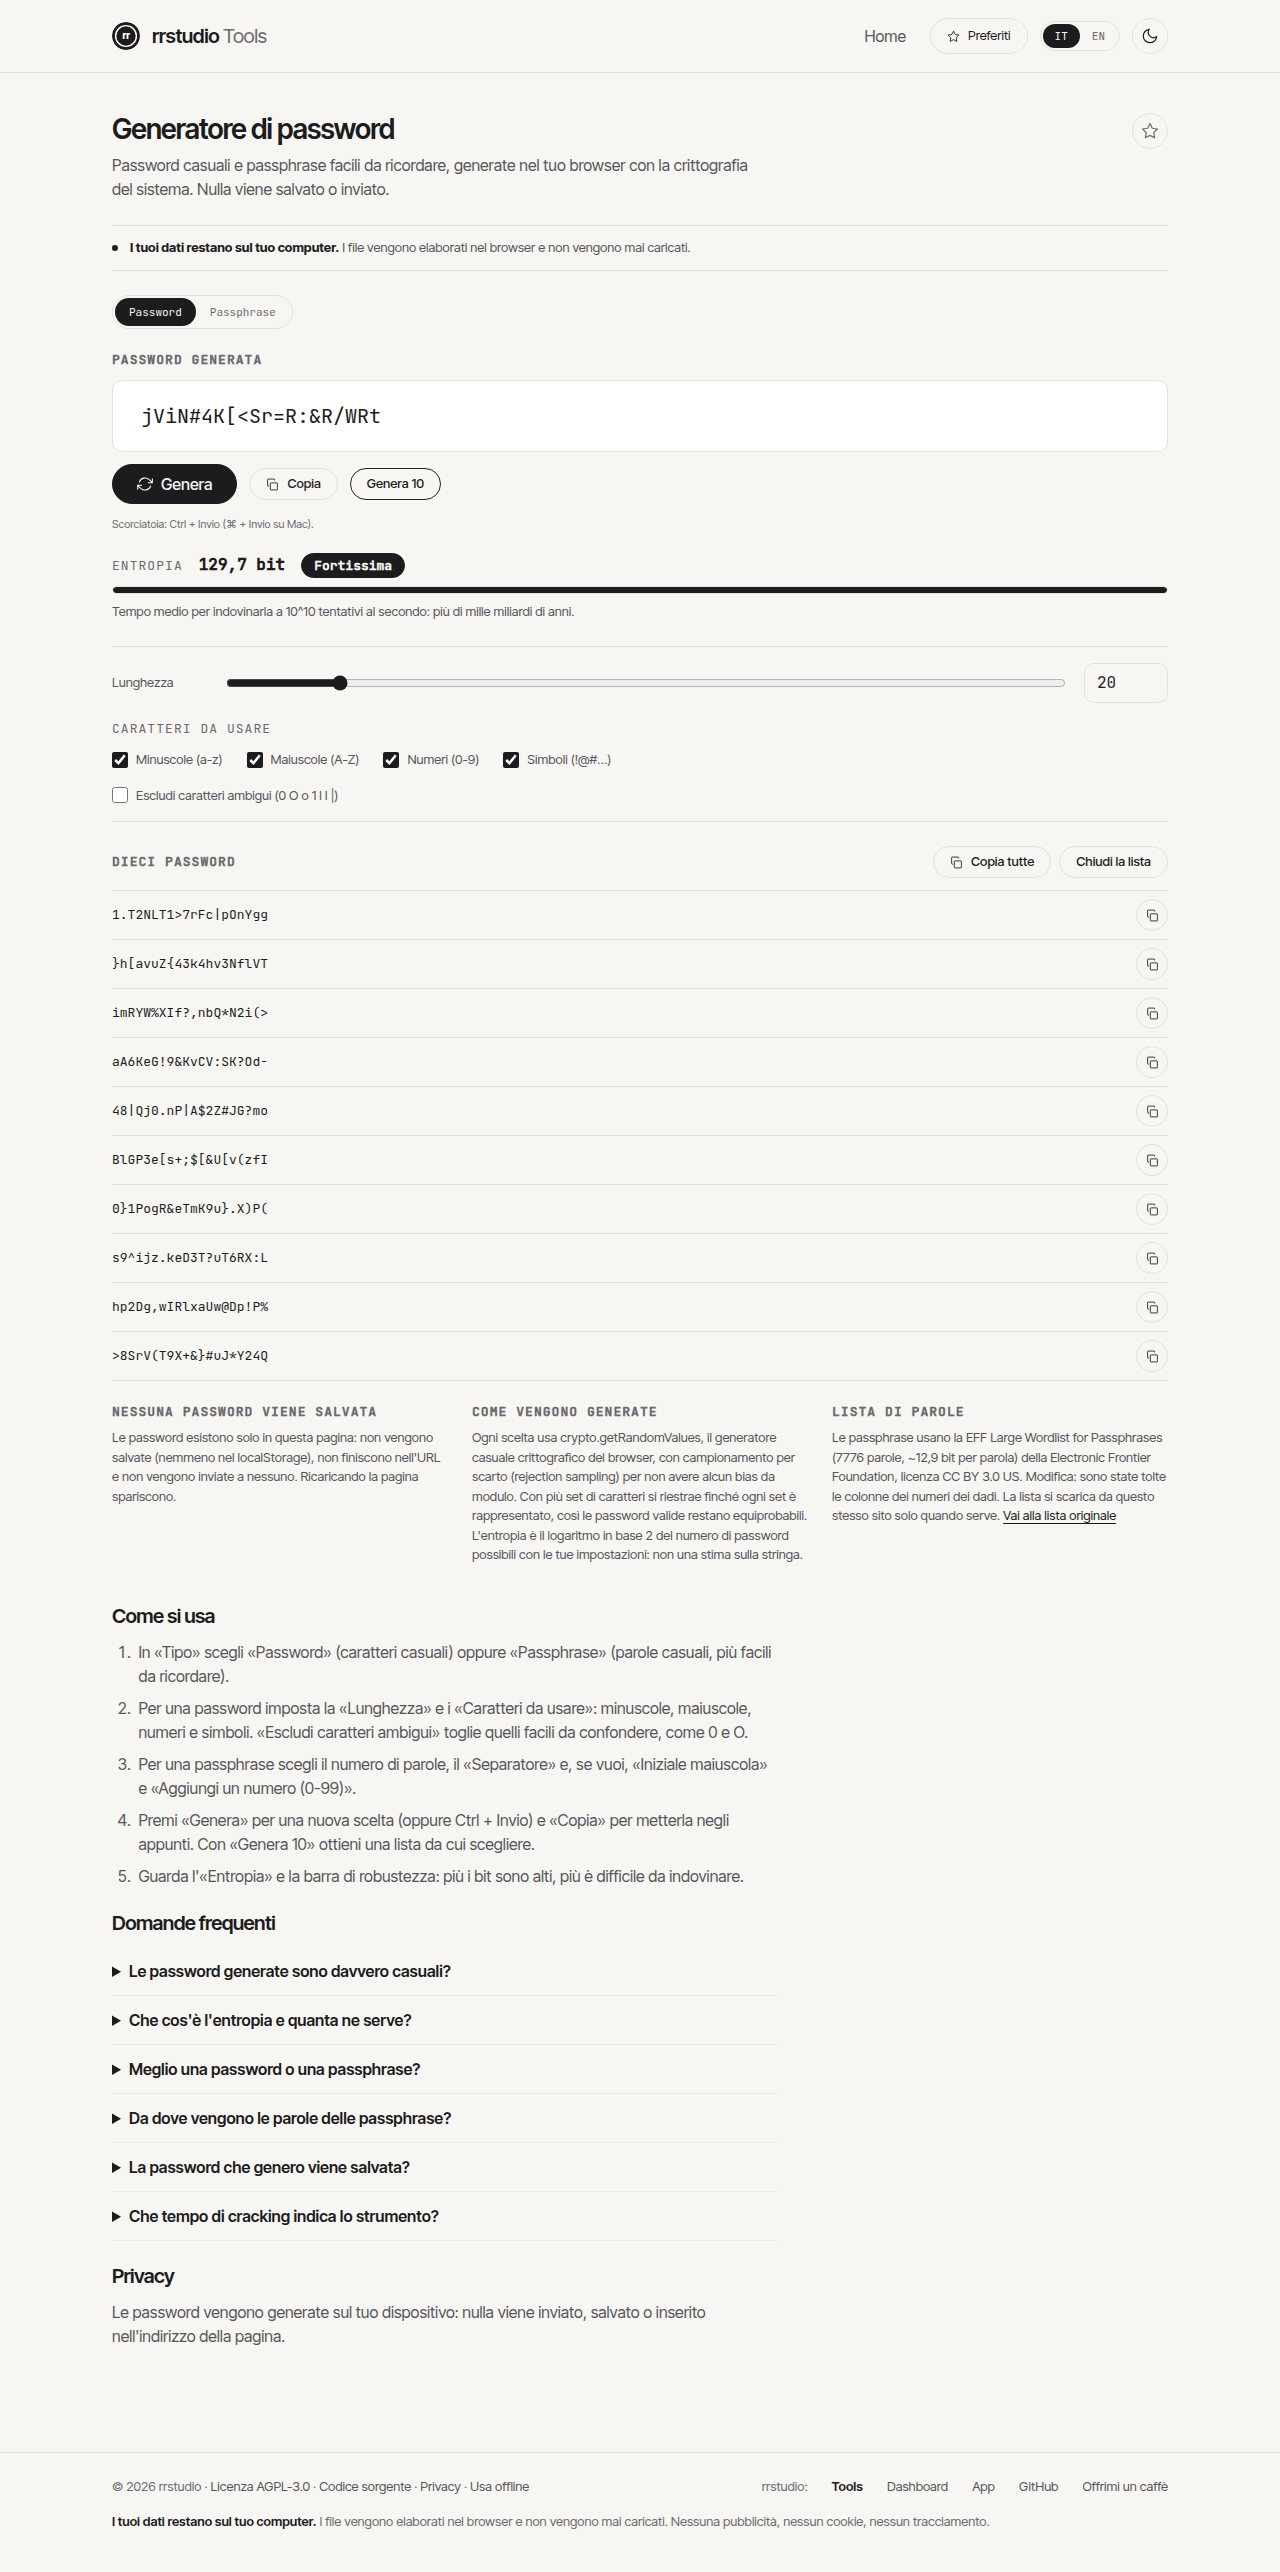 rr rrstudio Tools
Home
Preferiti
IT EN
Generatore di password
Password casuali e passphrase facili da ricordare, generate nel tuo browser con la crittografia
del sistema. Nulla viene salvato o inviato.
I tuoi dati restano sul tuo computer. I file vengono elaborati nel browser e non vengono mai caricati.
Password Passphrase
PASSWORD GENERATA
jViN#4K[<Sr=R:&R/WRt
Genera Copia Genera 10
Scorciatoia: Ctrl + Invio (⌘ + Invio su Mac).
ENTROPIA 129,7 bit Fortissima
Tempo medio per indovinarla a 10^10 tentativi al secondo: più di mille miliardi di anni.
Lunghezza 20
CARATTERI DA USARE
Minuscole (a-z) Maiuscole (A-Z) Numeri (0-9) Simboli (!@#…)
Escludi caratteri ambigui (0 O o 1 l I |)
DIECI PASSWORD
Copia tutte Chiudi la lista
1.T2NLT1>7rFc|pOnYgg
}h[avuZ{43k4hv3NflVT
imRYW%XIf?,nbQ*N2i(>
aA6KeG!9&KvCV:SK?Od-
48|Qj0.nP|A$2Z#JG?mo
BlGP3e[s+;$[&U[v(zfI
0}1PogR&eTmK9u}.X)P(
s9^ijz.keD3T?uT6RX:L
hp2Dg,wIRlxaUw@Dp!P%
>8SrV(T9X+&}#uJ*Y24Q
NESSUNA PASSWORD VIENE SALVATA
Le password esistono solo in questa pagina: non vengono
salvate (nemmeno nel localStorage), non finiscono nell'URL
e non vengono inviate a nessuno. Ricaricando la pagina
spariscono.
COME VENGONO GENERATE
Ogni scelta usa crypto.getRandomValues, il generatore
casuale crittografico del browser, con campionamento per
scarto (rejection sampling) per non avere alcun bias da
modulo. Con più set di caratteri si riestrae finché ogni set è
rappresentato, così le password valide restano equiprobabili.
L'entropia è il logaritmo in base 2 del numero di password
possibili con le tue impostazioni: non una stima sulla stringa.
LISTA DI PAROLE
Le passphrase usano la EFF Large Wordlist for Passphrases
(7776 parole, ~12,9 bit per parola) della Electronic Frontier
Foundation, licenza CC BY 3.0 US. Modifica: sono state tolte
le colonne dei numeri dei dadi. La lista si scarica da questo
stesso sito solo quando serve. Vai alla lista originale
Come si usa
1. In «Tipo» scegli «Password» (caratteri casuali) oppure «Passphrase» (parole casuali, più facili
da ricordare).
2. Per una password imposta la «Lunghezza» e i «Caratteri da usare»: minuscole, maiuscole,
numeri e simboli. «Escludi caratteri ambigui» toglie quelli facili da confondere, come 0 e O.
3. Per una passphrase scegli il numero di parole, il «Separatore» e, se vuoi, «Iniziale maiuscola»
e «Aggiungi un numero (0-99)».
4. Premi «Genera» per una nuova scelta (oppure Ctrl + Invio) e «Copia» per metterla negli
appunti. Con «Genera 10» ottieni una lista da cui scegliere.
5. Guarda l'«Entropia» e la barra di robustezza: più i bit sono alti, più è difficile da indovinare.
Domande frequenti
Le password generate sono davvero casuali?
Che cos'è l'entropia e quanta ne serve?
Meglio una password o una passphrase?
Da dove vengono le parole delle passphrase?
La password che genero viene salvata?
Che tempo di cracking indica lo strumento?
Privacy
Le password vengono generate sul tuo dispositivo: nulla viene inviato, salvato o inserito
nell'indirizzo della pagina.
© 2026 rrstudio · Licenza AGPL-3.0 · Codice sorgente · Privacy · Usa offline
rrstudio: Tools Dashboard App GitHub Offrimi un caffè
I tuoi dati restano sul tuo computer. I file vengono elaborati nel browser e non vengono mai caricati. Nessuna pubblicità, nessun cookie, nessun tracciamento.